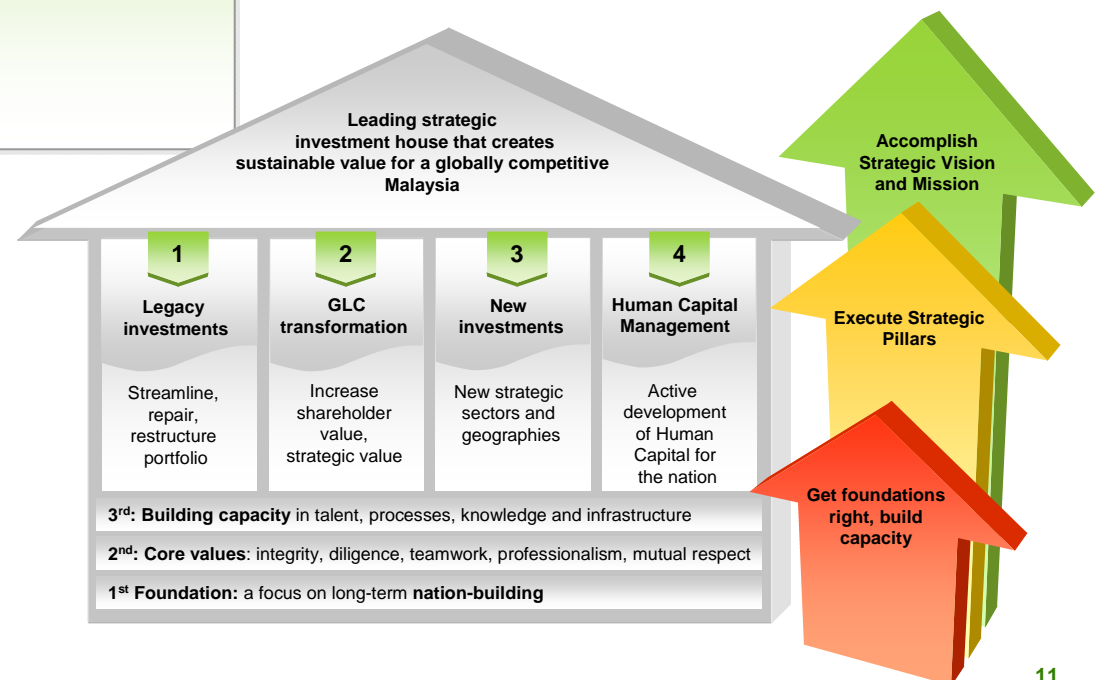 Leading strategic
investment house that creates
sustainable value for a globally competitive
Malaysia
1
Legacy
investments
Streamline,
repair,
restructure
portfolio
2
GLC
transformation
Increase
shareholder
value,
strategic value
3
New
investments
New strategic
sectors and
geographies
4
Human Capital
Management
Active
development
of Human
Capital for
the nation
3rd: Building capacity in talent, processes, knowledge and infrastructure
2nd: Core values: integrity, diligence, teamwork, professionalism, mutual respect
1st Foundation: a focus on long-term nation-building
Accomplish
Strategic Vision
and Mission
Execute Strategic
Pillars
Get foundations
right, build
capacity
11